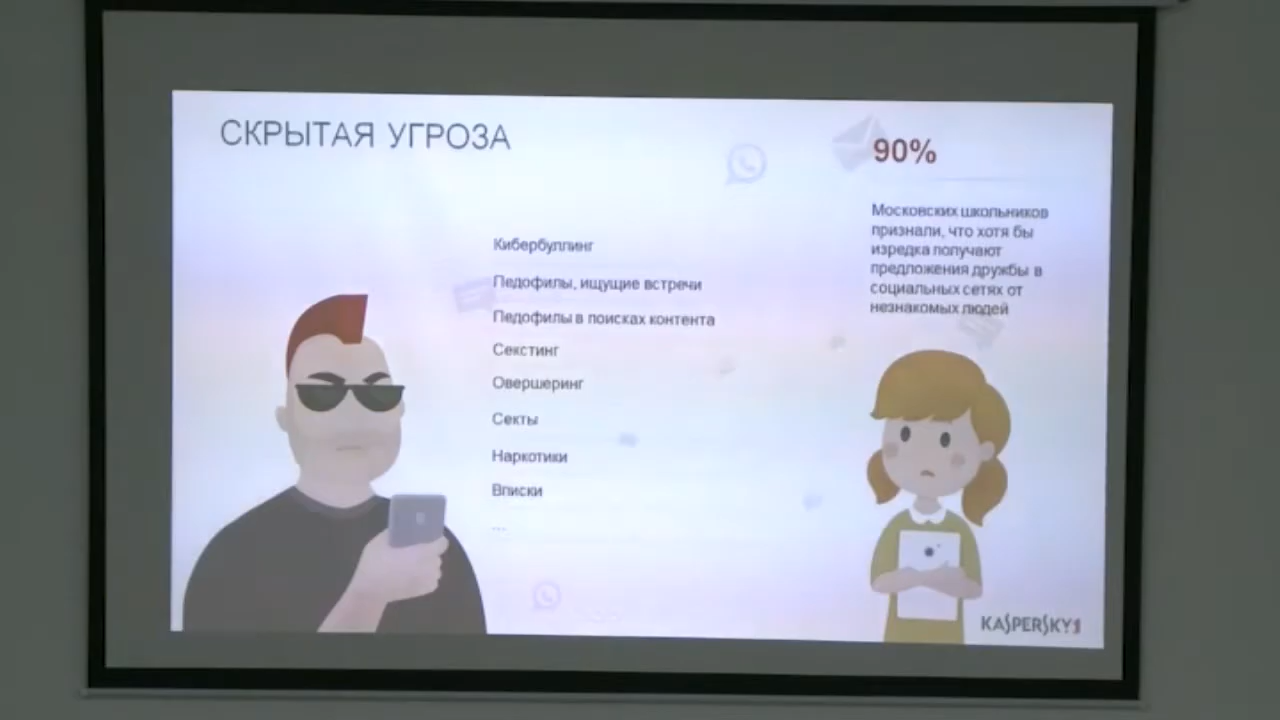 СКРЫТАЯ УГРОЗА
Кибербуллинг
Педофилы, ищущие встречи
Педофилы в поисках контента
Секстинг
Овершеринг
Секты
Наркотики
Вписки
...
90%
Московских школьников
признали, что хотя бы
изредка получают
предложения дружбы в
социальных сетях от
незнакомых людей
KASPERSKY